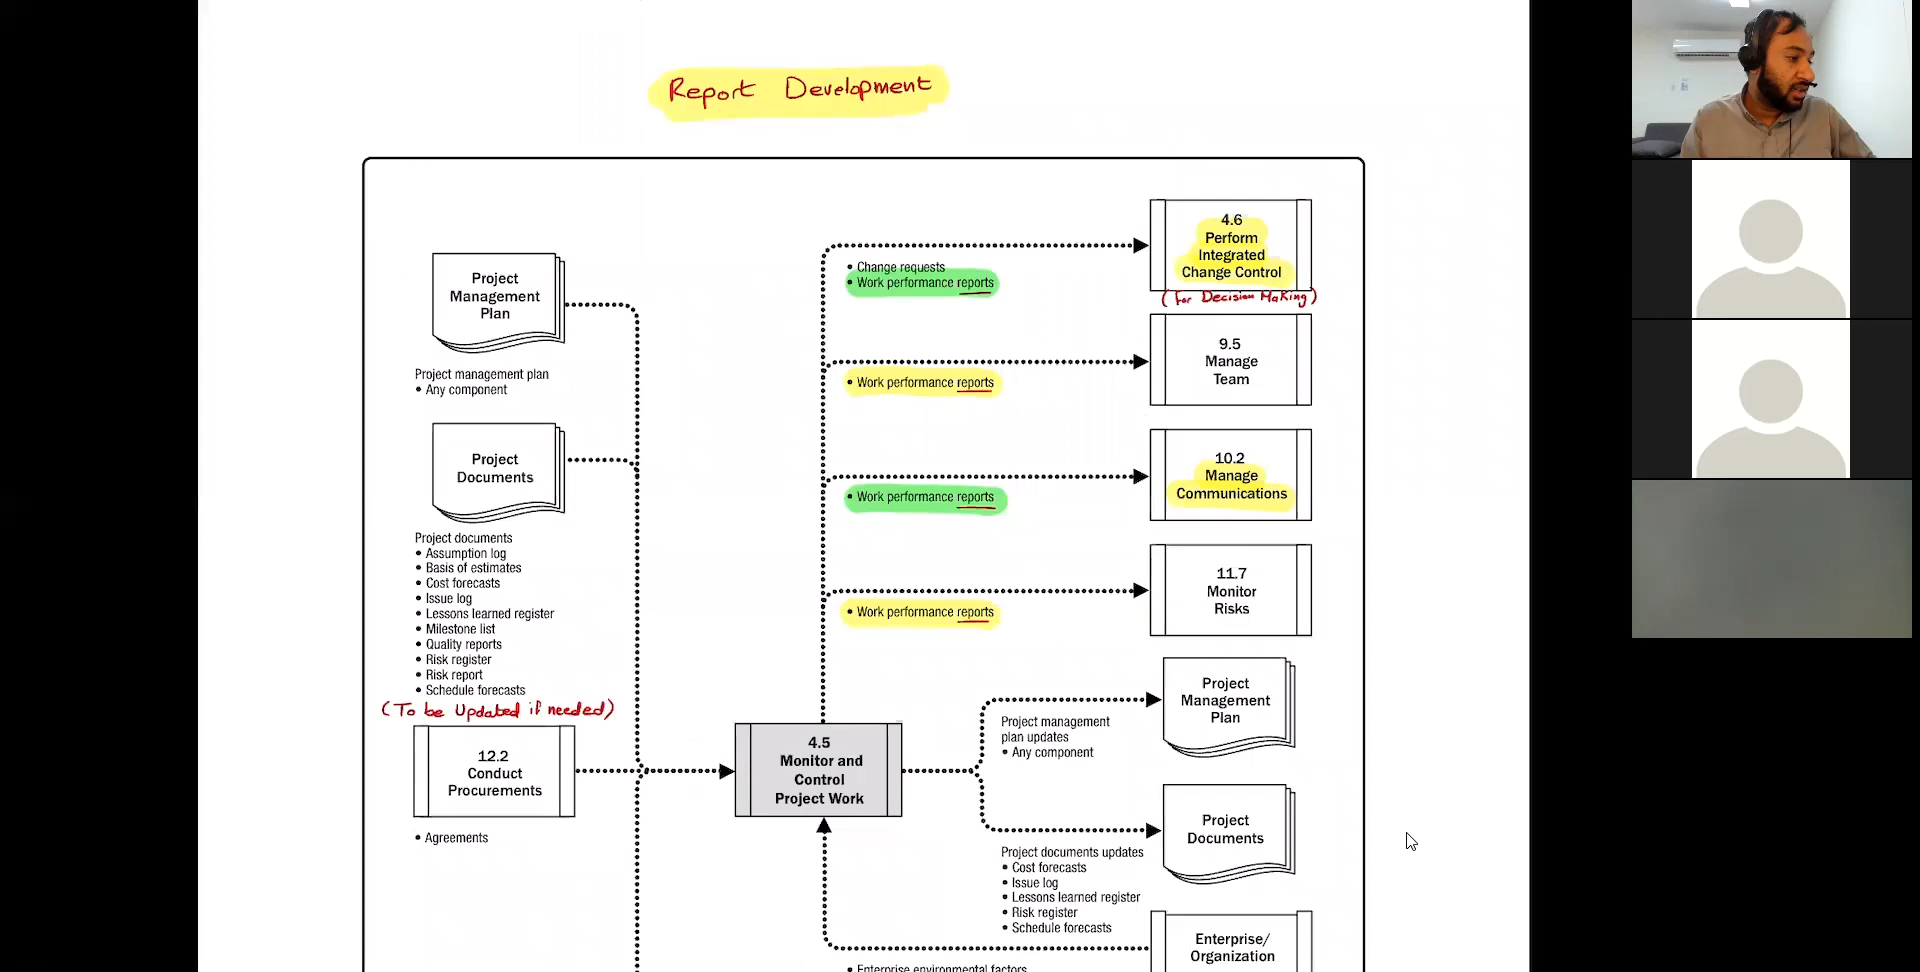 Report Development
4.6
Perform
Integrated
Change Control
(For Decision Making)
• Change requests
• Work performance reports
Project
Management
Plan
Project management plan
• Any component
9.5
Manage
Team
• Work performance reports
Project
Documents
10.2
Manage
Communications
• Work performance reports
Project documents
• Assumption log
• Basis of estimates
• Cost forecasts
• Issue log
• Lessons learned register
• Milestone list
• Quality reports
• Risk register
• Risk report
• Schedule forecasts
(To be Updated if needed)
11.7
Monitor
Risks
• Work performance reports
12.2
Conduct
Procurements
• Agreements
4.5
Monitor and
Control
Project Work
Project
Management
Plan
Project management
plan updates
• Any component
Project
Documents
Project documents updates
• Cost forecasts
• Issue log
• Lessons learned register
• Risk register
• Schedule forecasts
Enterprise/
Organization
• Enterprise environmental factors